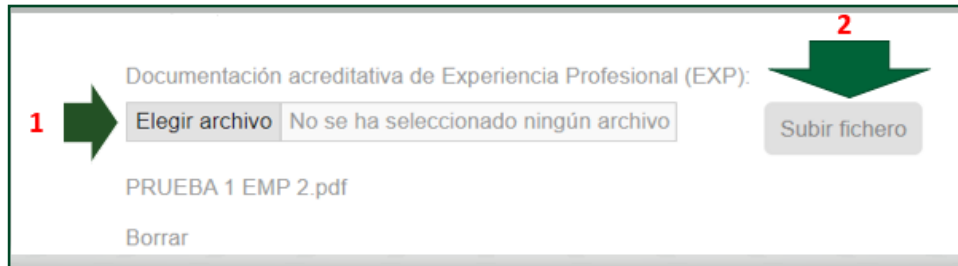 2
Documentación acreditativa de Experiencia Profesional (EXP):
1 Elegir archivo No se ha seleccionado ningún archivo Subir fichero
PRUEBA 1 EMP 2.pdf
Borrar